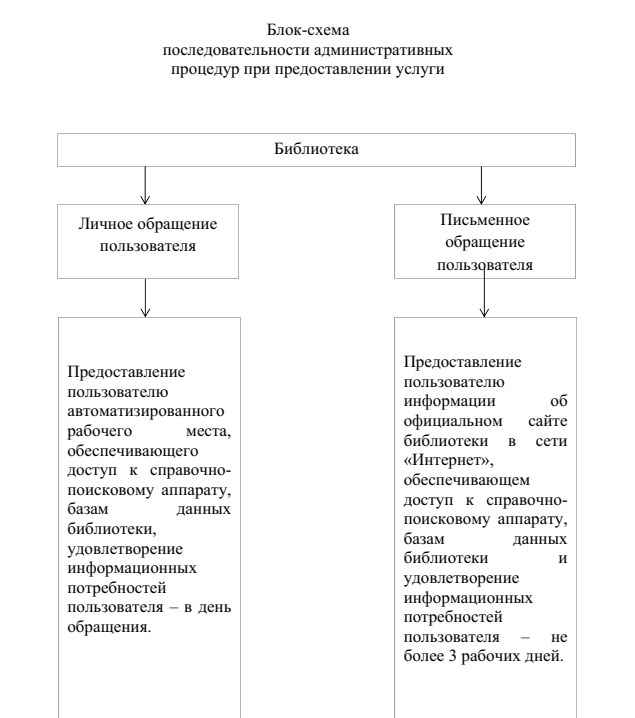 Блок-схема
последовательности административных
процедур при предоставлении услуги
Библиотека
Личное обращение
пользователя
Письменное
обращение
пользователя
Предоставление
пользователю
автоматизированного
рабочего места,
обеспечивающего
доступ к справочно-
поисковому аппарату,
базам данных
библиотеки,
удовлетворение
информационных
потребностей
пользователя – в день
обращения.
Предоставление
пользователю
информации об
официальном сайте
библиотеки в сети
«Интернет»,
обеспечивающем
доступ к справочно-
поисковому аппарату,
базам данных
библиотеки и
удовлетворение
информационных
потребностей
пользователя – не
более 3 рабочих дней.